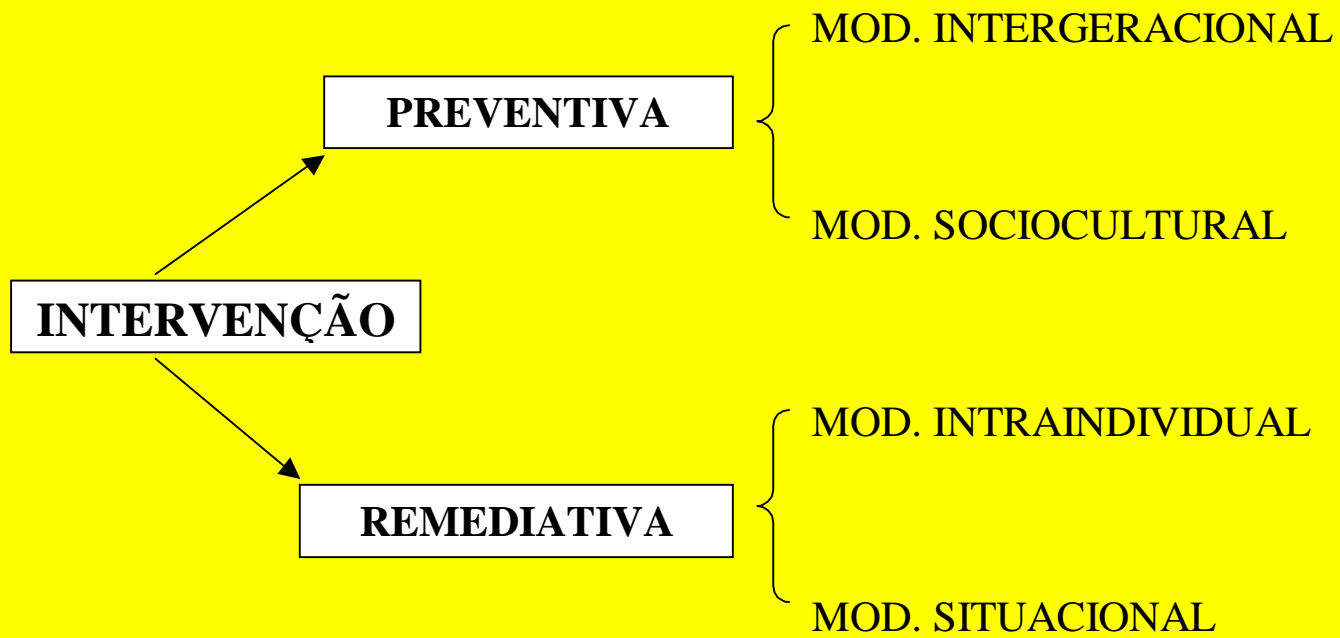 MOD. INTERGERACIONAL
PREVENTIVA
MOD. SOCIOCULTURAL
INTERVENÇÃO
MOD. INTRAINDIVIDUAL
REMEDIATIVA
MOD. SITUACIONAL